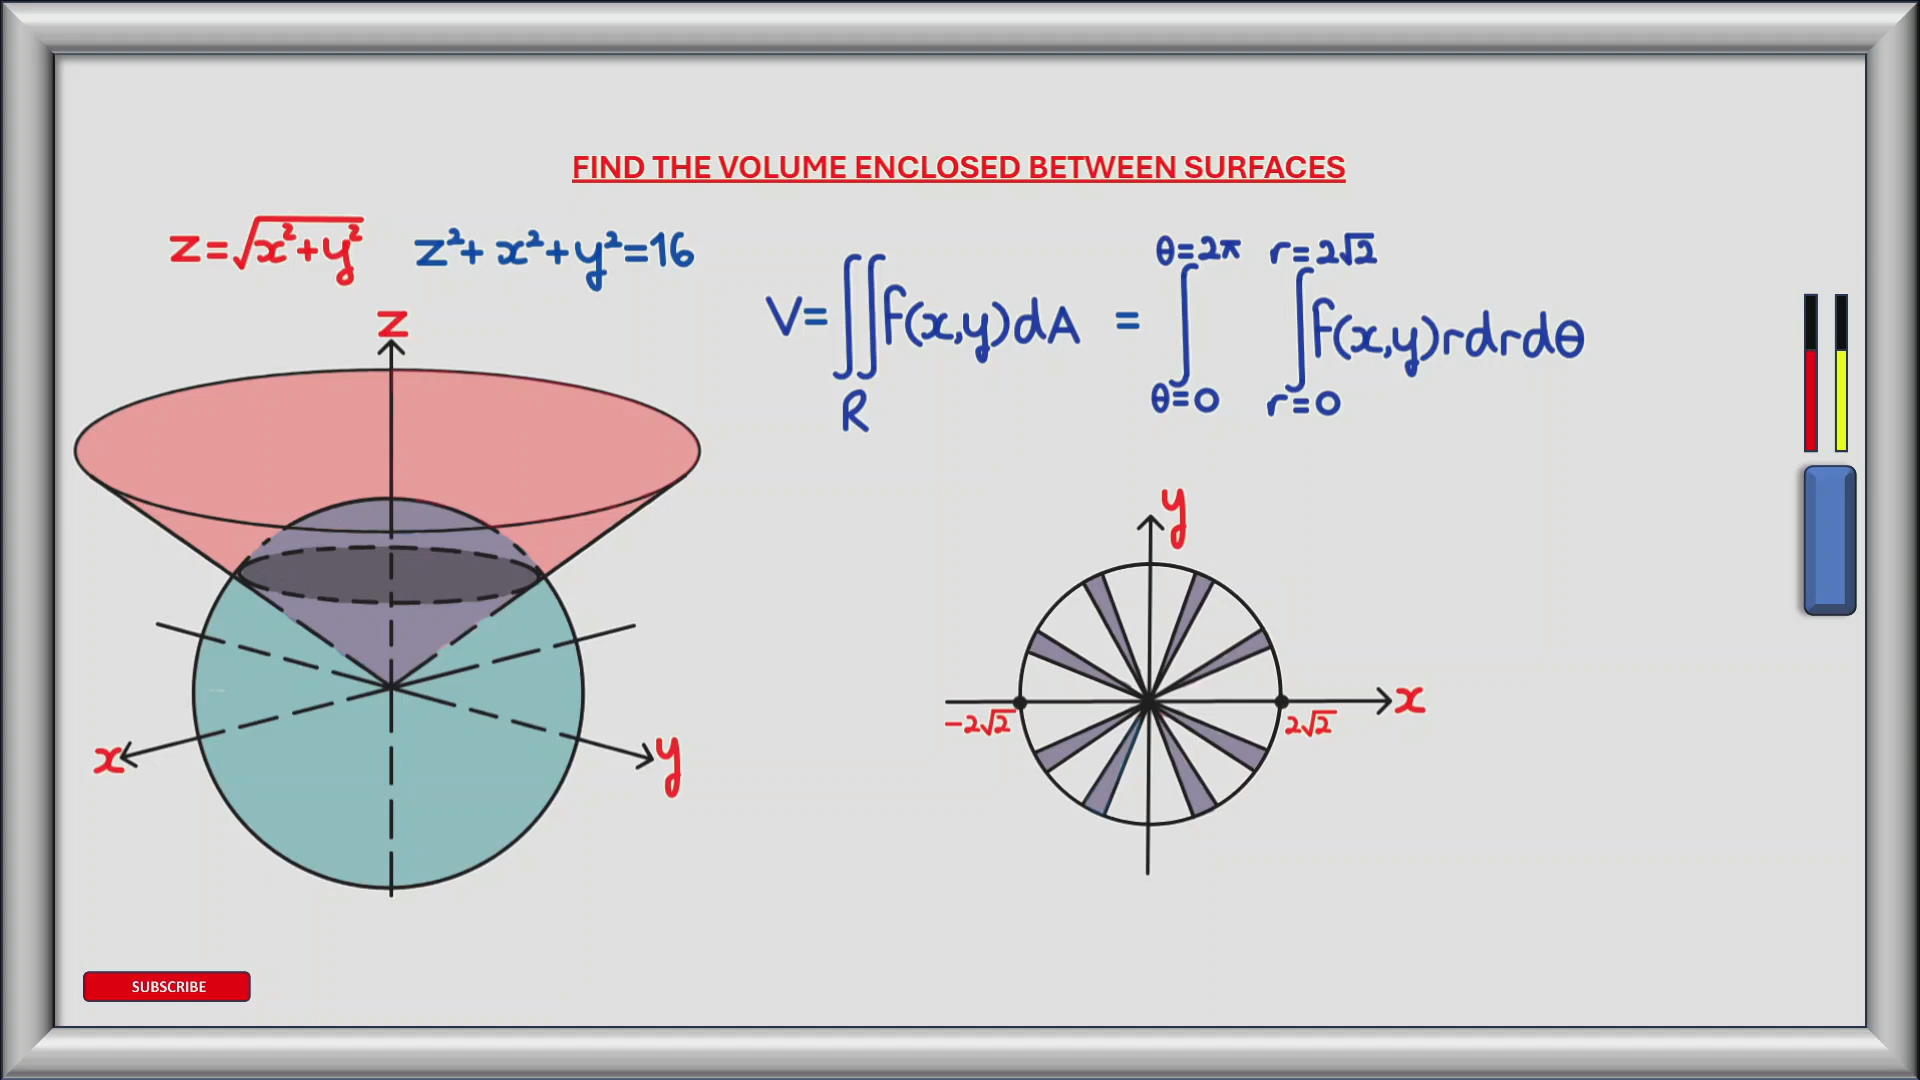 FIND THE VOLUME ENCLOSED BETWEEN SURFACES
z=√x²+y² z²+x²+y²=16
θ=2π r=2√2
V=∬f(x,y)dA = ∫ ∫f(x,y)rdrdθ
R
θ=0 r=0
z
y
x
-2√2 2√2
x
y
SUBSCRIBE